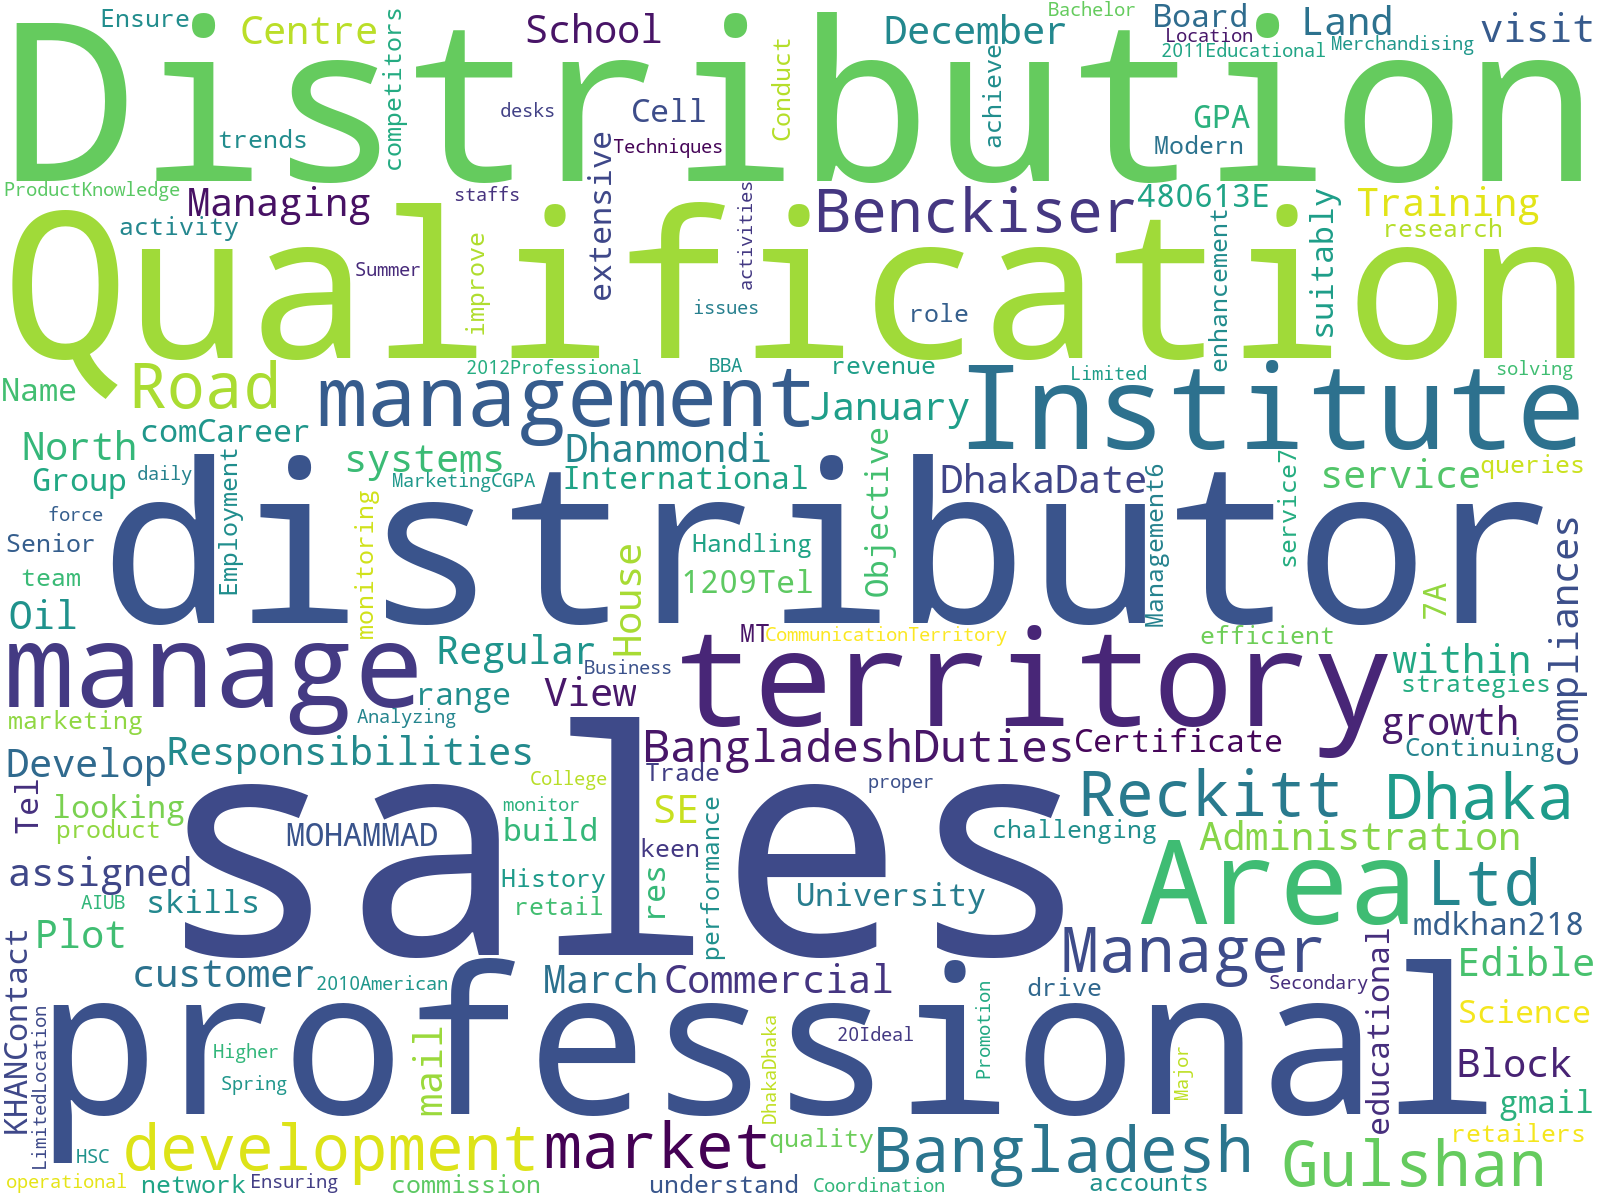 Ensure
Centre
competitors
School
December
Bachelor
Board
Location
Land
visit
2011Educational
Merchandising
Distribution
trends
desks
Cell
Techniques
Conduct
achieve
GPA
Modern
ProductKnowledge
Managing
staffs
extensive
activities
Benckiser
480613E
Training
research
activity
Summer
improve
issues
role
enhancement
suitably
Qualification
Name
Road
2012Professional
BBA
revenue
Limited
solving
management
January
Institute
North
comCareer
Dhanmondi
Group
daily
systems
MarketingCGPA
International
Objective
DhakaDate
service
queries
force
Employment
monitoring
Management6
service7
distributor
Senior
team
Handling
1209Tel
House
7A
compliances
Oil
manage
Regular
MT
CommunicationTerritory
efficient
Business
territory
within
strategies
range
View
marketing
Analyzing
growth
Develop
Responsibilities
BangladeshDuties
Certificate
Continuing
Tel
College
Trade
proper
looking
monitor
SE
Reckitt
Dhaka
product
MOHAMMAD
build
performance
challenging
Administration
sales
keen
assigned
History
res
Area
Ltd
AIUB
skills
retail
University
Plot
mdkhan218
KHANContact
customer
2010American
March
Commercial
Manager
drive
Secondary
educational
Edible
LimitedLocation
professional
Higher
Spring
mail
DhakaDhaka
20Ideal
Promotion
Major
Science
Block
gmail
HSC
development
market
quality
Bangladesh
Gulshan
retailers
operational
network
Ensuring
commission
understand
Coordination
accounts